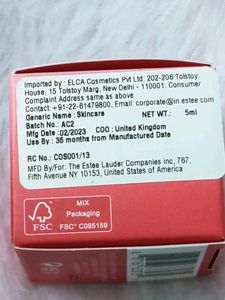 Imported by : ELCA Cosmetics Pvt Ltd: 202-206 Tolstoy
House, 15 Tolstoy Marg, New Delhi - 110001. Consumer
Complaint Address same as above
Contact: +91-22-61479800, Email: corporate@in.estee.com
Generic Name : Skincare 5ml
Batch No.: AC2
Mfg Date: 02/2023 COO : United Kingdom
Use By : 36 months from Manufactured Date
RC No.: COS001/13
MFD By/For: The Estee Lauder Companies inc, 767,
Fifth Avenue NY 10153, United States of America
FSC
MIX
Packaging
FSC® C095159